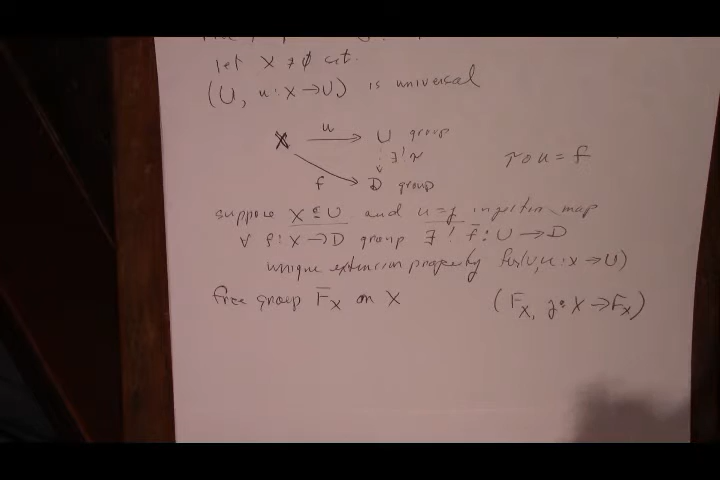 let X ≠ ∅ set.
(U, u: X → U) is universal
X u → U group
∃! r r o u = f
f D group
suppose X ⊆ U and u = j injection map
∀ f: X → D group ∃! f̄: U → D
unique extension property for (U, u: X → U)
free group F_X on X (F_X, j: X → F_X)